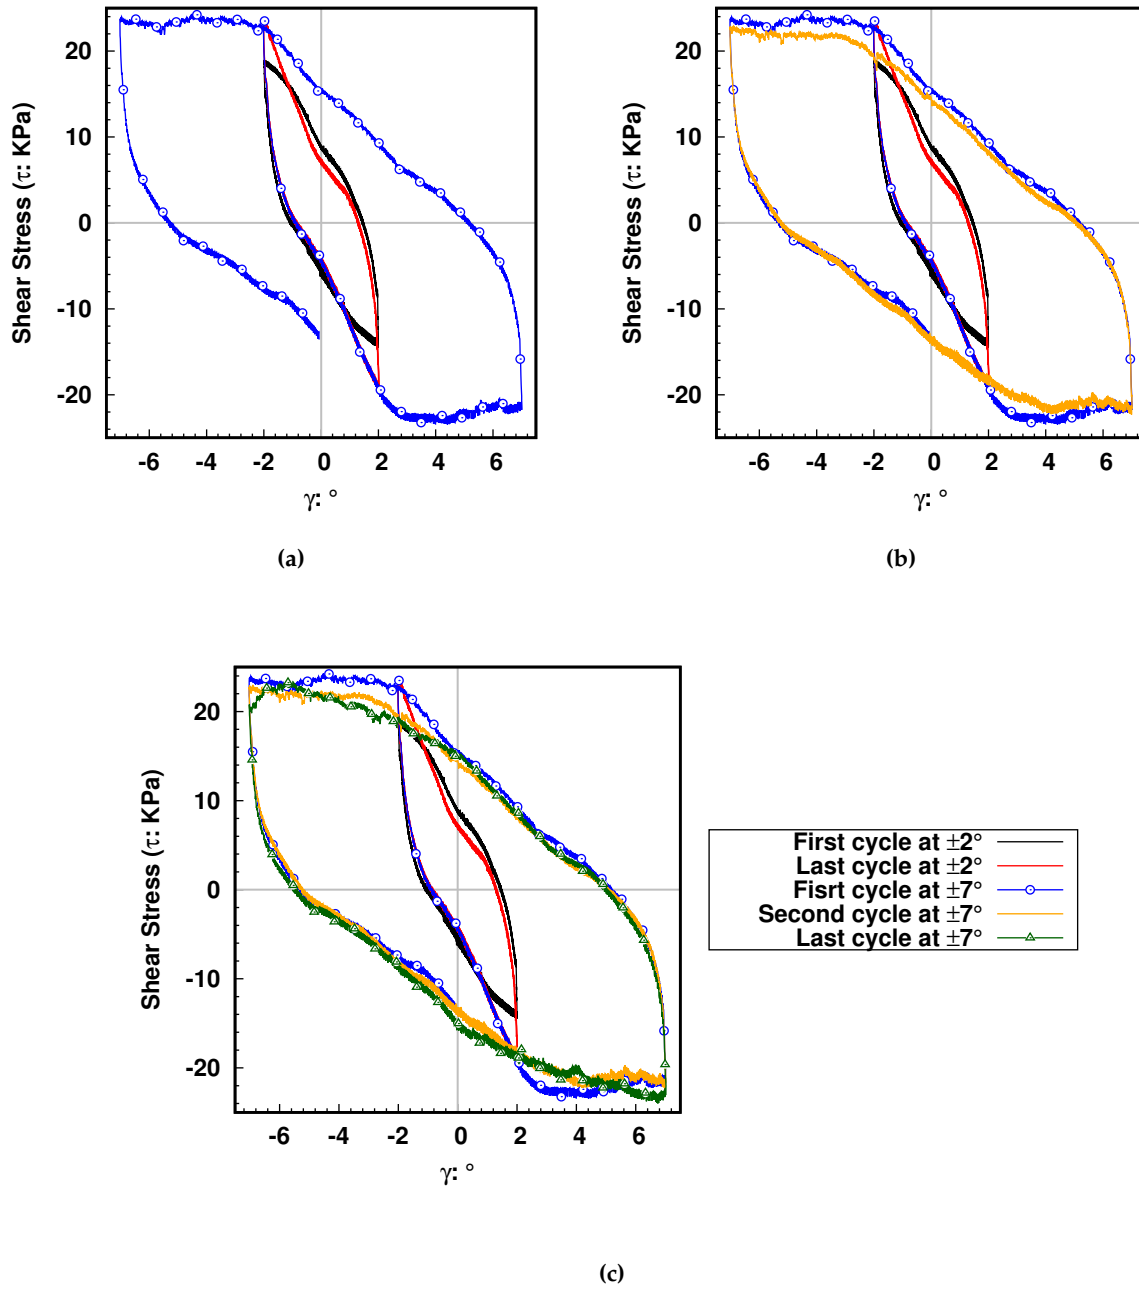 20
10
0
-10
-20
Shear Stress (τ: KPa)
-6
-4
-2
0
2
4
6
γ: °
(a)
20
10
0
-10
-20
Shear Stress (τ: KPa)
-6
-4
-2
0
2
4
6
γ: °
(b)
20
10
0
-10
-20
Shear Stress (τ: KPa)
-6
-4
-2
0
2
4
6
γ: °
First cycle at ±2°
Last cycle at ±2°
Fisrt cycle at ±7°
Second cycle at ±7°
Last cycle at ±7°
(c)